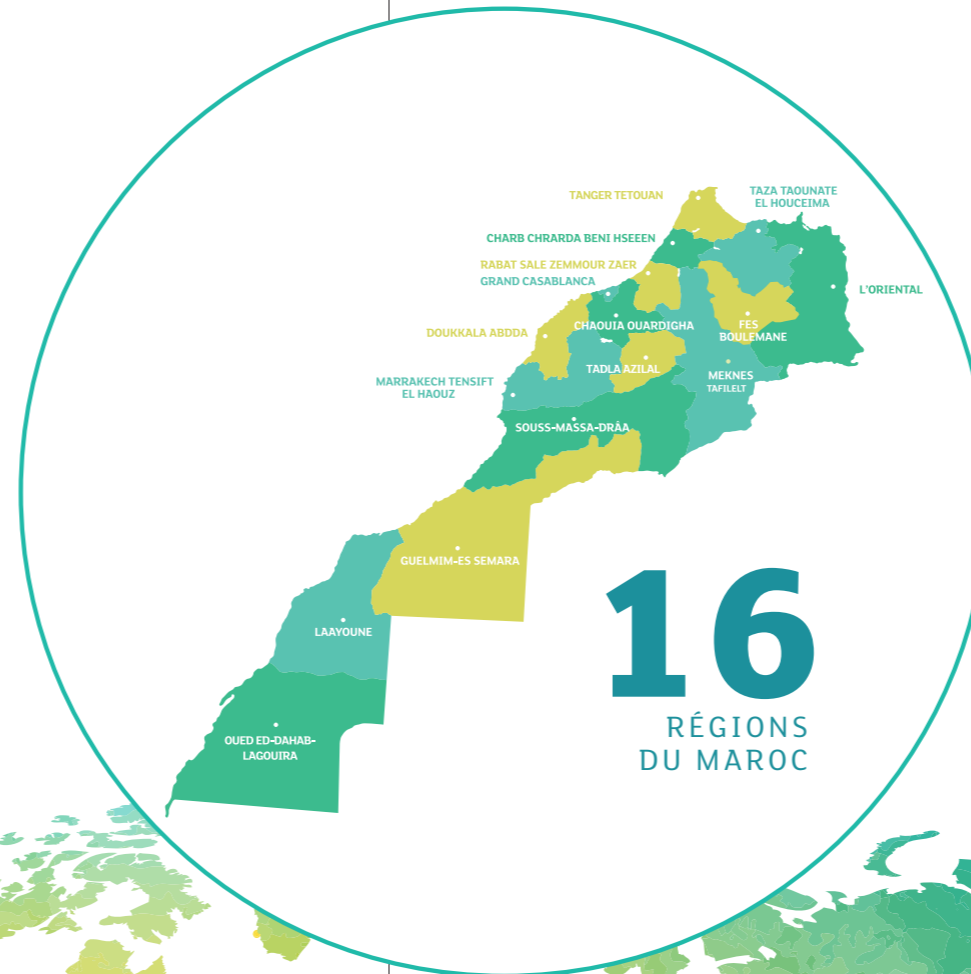 TANGER TETOUAN
TAZA TAOUNATE
EL HOUCEIMA
CHARB CHRARDA BENI HSEEEN
RABAT SALE ZEMMOUR ZAER
GRAND CASABLANCA
L'ORIENTAL
DOUKKALA ABDDA
CHAOUIA OUARDIGHA
FES
BOULEMANE
TADLA AZILAL
MEKNES
TAFILELT
MARRAKECH TENSIFT
EL HAOUZ
SOUSS-MASSA-DRÂA
GUELMIM-ES SEMARA
LAAYOUNE
OUED ED-DAHAB-
LAGOUIRA
16
RÉGIONS
DU MAROC